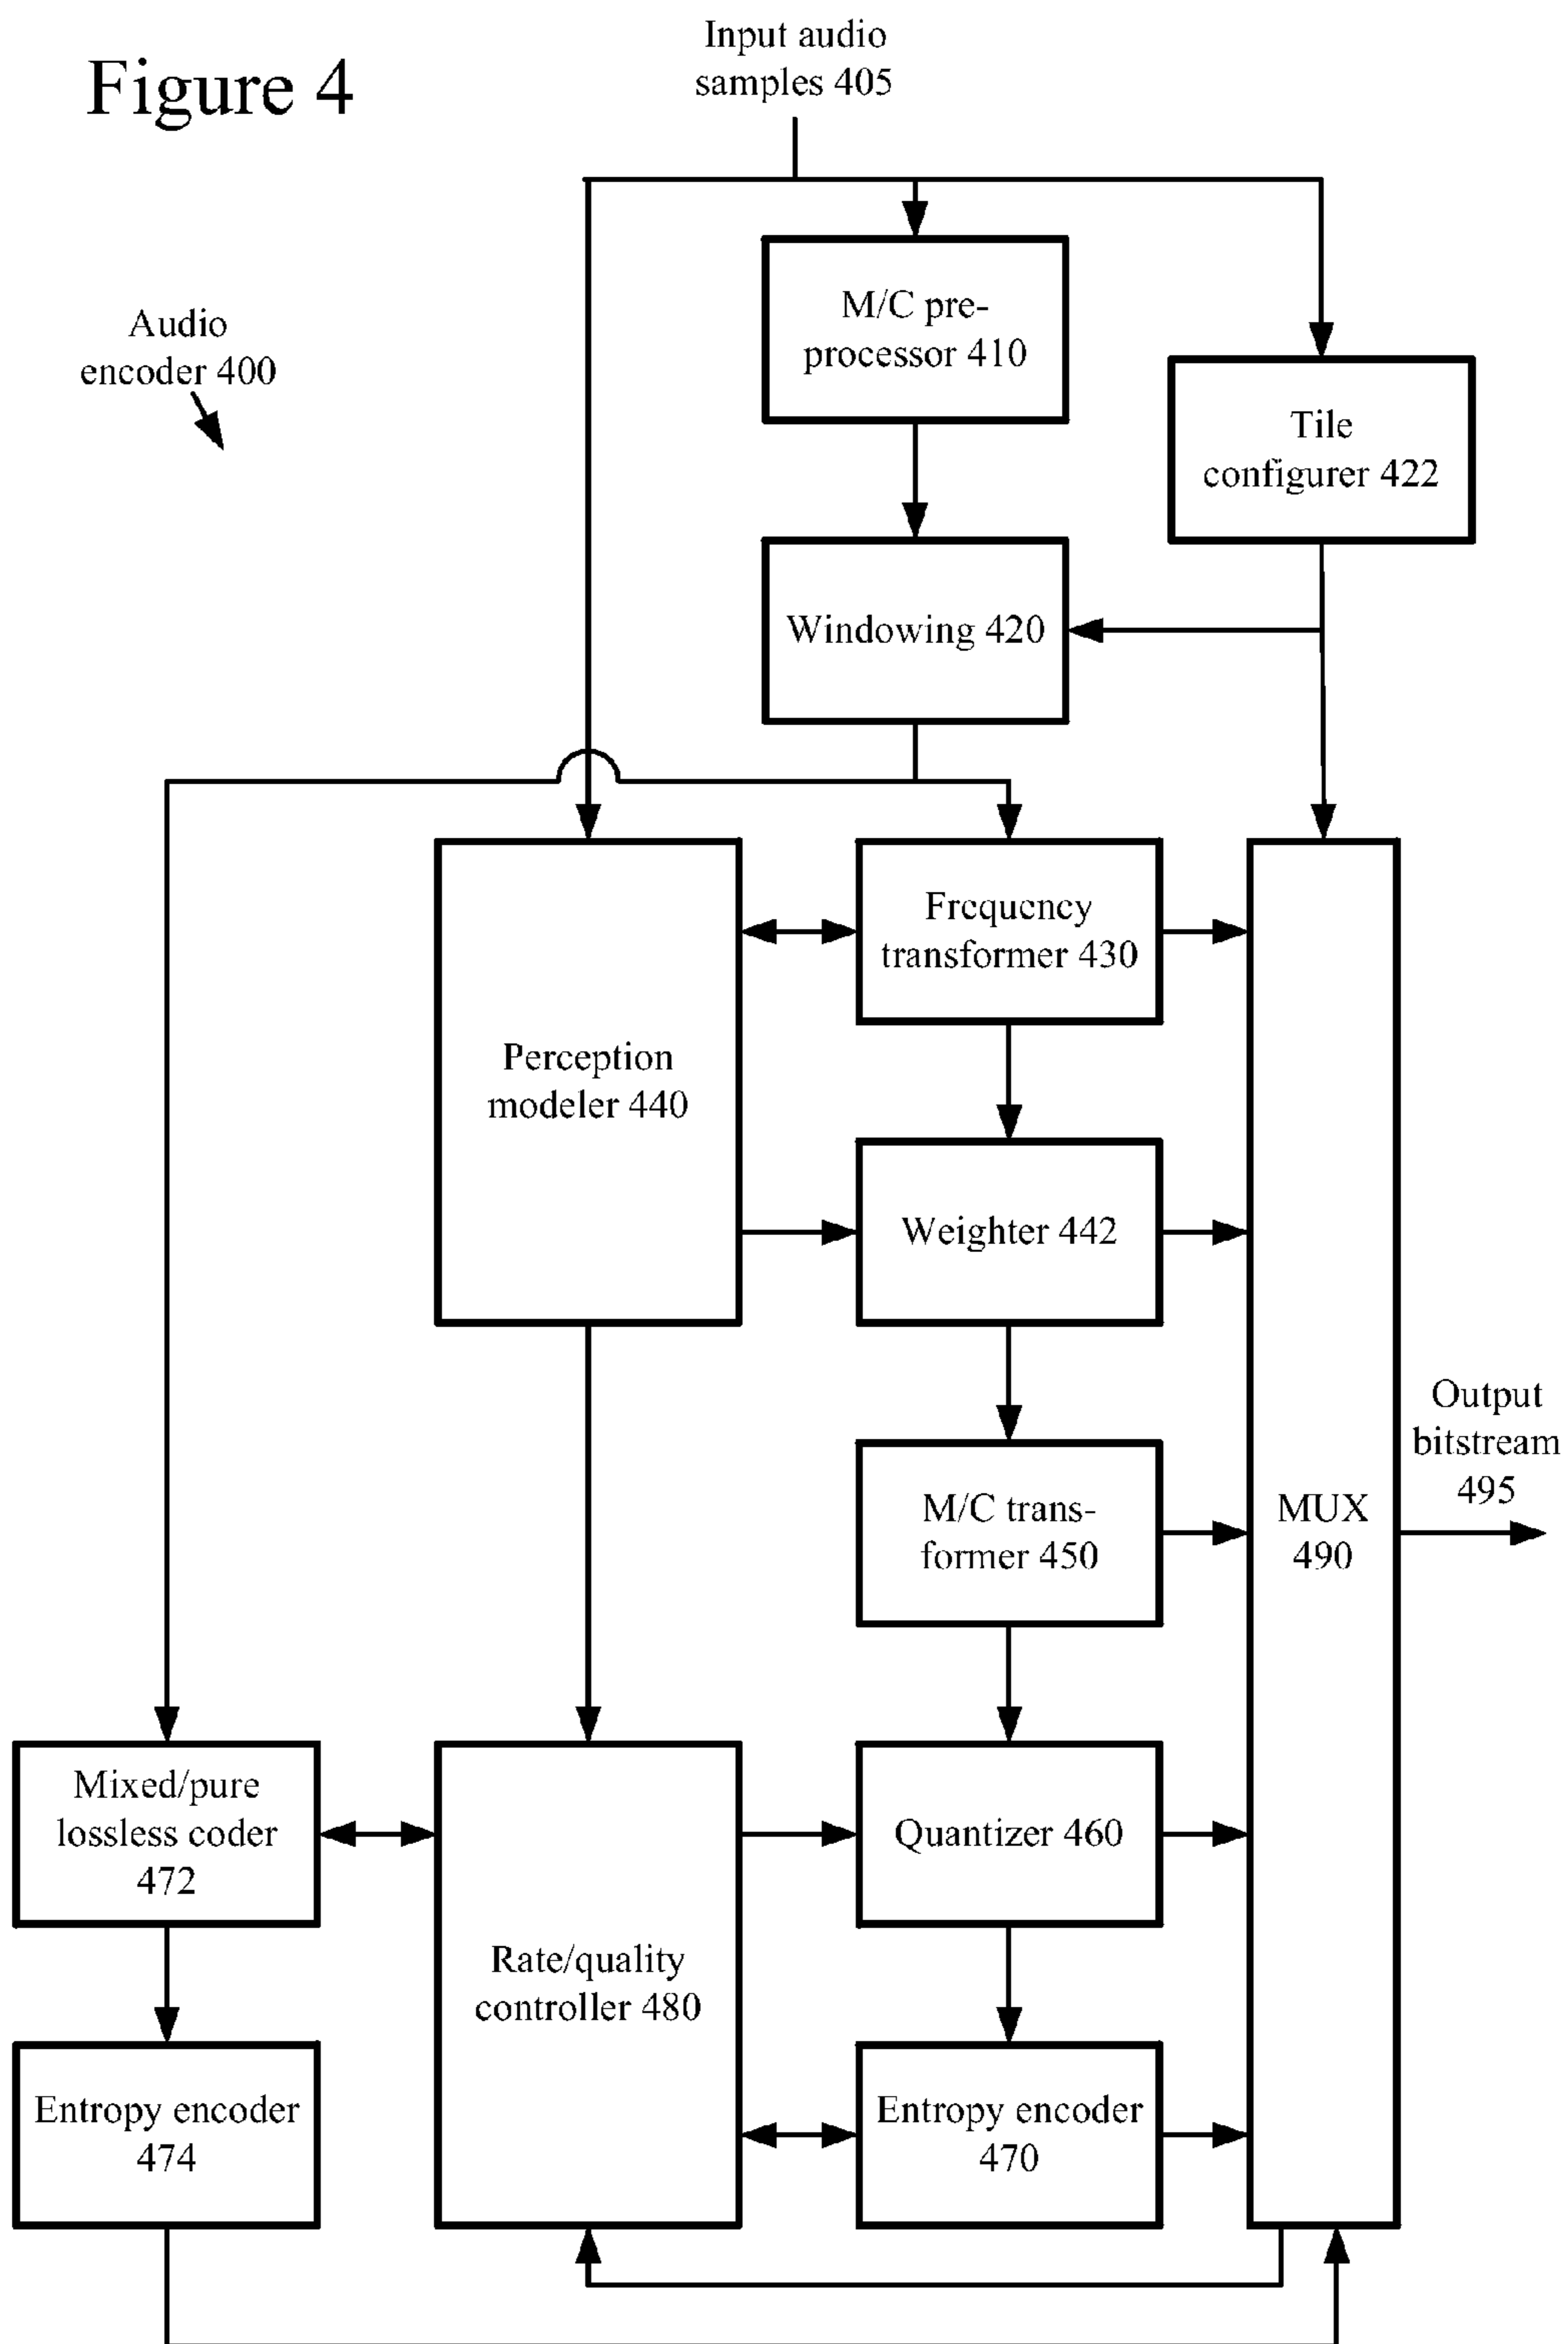 Figure 4
Input audio
samples 405
Audio
encoder 400
M/C pre-
processor 410
Tile
configurer 422
Windowing 420
Perception
modeler 440
Frequency
transformer 430
Weighter 442
M/C trans-
former 450
MUX
490
Output
bitstream
495
Mixed/pure
lossless coder
472
Rate/quality
controller 480
Quantizer 460
Entropy encoder
474
Entropy encoder
470